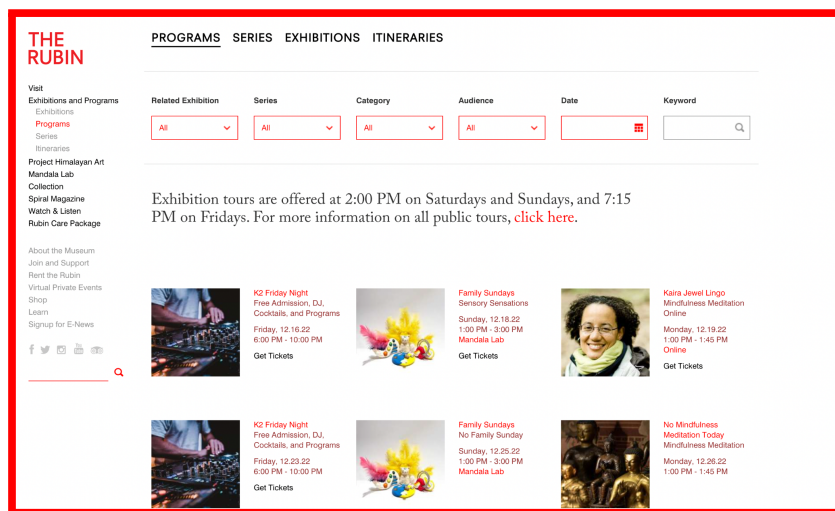 THE
RUBIN
PROGRAMS SERIES EXHIBITIONS ITINERARIES
Visit
Exhibitions and Programs
Exhibitions
Programs
Series
Itineraries
Project Himalayan Art
Mandala Lab
Collection
Spiral Magazine
Watch & Listen
Rubin Care Package
About the Museum
Join and Support
Rent the Rubin
Virtual Private Events
Shop
Learn
Signup for E-News
Related Exhibition
All
Series
All
Category
All
Audience
All
Date
Keyword
Exhibition tours are offered at 2:00 PM on Saturdays and Sundays, and 7:15
PM on Fridays. For more information on all public tours, click here.
K2 Friday Night
Free Admission, DJ,
Cocktails, and Programs
Friday, 12.16.22
6:00 PM - 10:00 PM
Get Tickets
Family Sundays
Sensory Sensations
Sunday, 12.18.22
1:00 PM - 3:00 PM
Mandala Lab
Get Tickets
Kaira Jewel Lingo
Mindfulness Meditation
Online
Monday, 12.19.22
1:00 PM - 1:45 PM
Online
Get Tickets
K2 Friday Night
Free Admission, DJ,
Cocktails, and Programs
Friday, 12.23.22
6:00 PM - 10:00 PM
Get Tickets
Family Sundays
No Family Sunday
Sunday, 12.25.22
1:00 PM - 3:00 PM
Mandala Lab
No Mindfulness
Meditation Today
Mindfulness Meditation
Monday, 12.26.22
1:00 PM - 1:45 PM